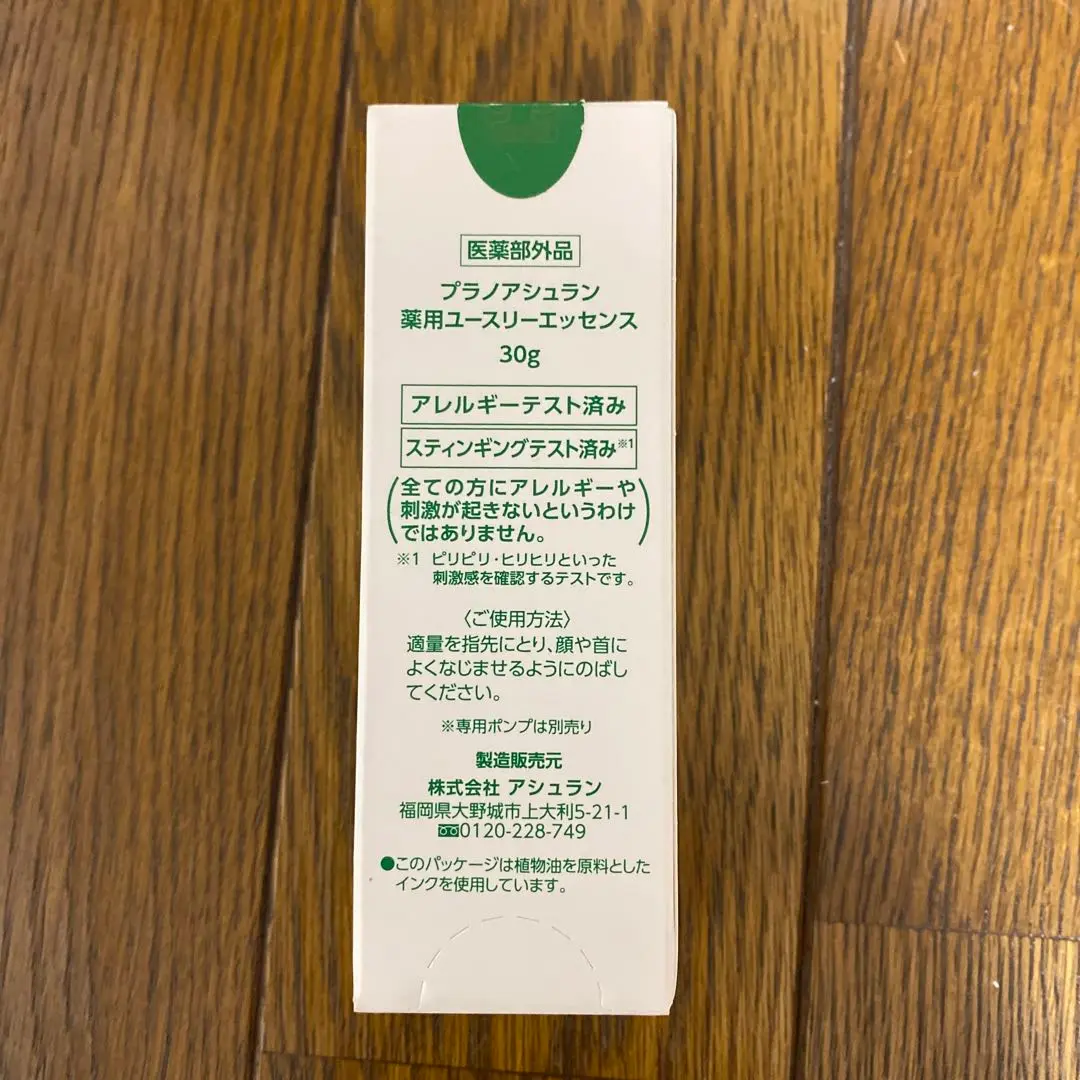 医薬部外品
プラノアシュラン
薬用ユースリーエッセンス
30g
アレルギーテスト済み
スティンギングテスト済み※1
(全ての方にアレルギーや
刺激が起きないというわけ
ではありません。)
※1 ピリピリ・ヒリヒリといった
刺激感を確認するテストです。
〈ご使用方法〉
適量を指先にとり、顔や首に
よくなじませるようにのばし
てください。
※専用ポンプは別売り
製造販売元
株式会社 アシュラン
福岡県大野城市上大利5-21-1
0120-228-749
●このパッケージは植物油を原料とした
インクを使用しています。